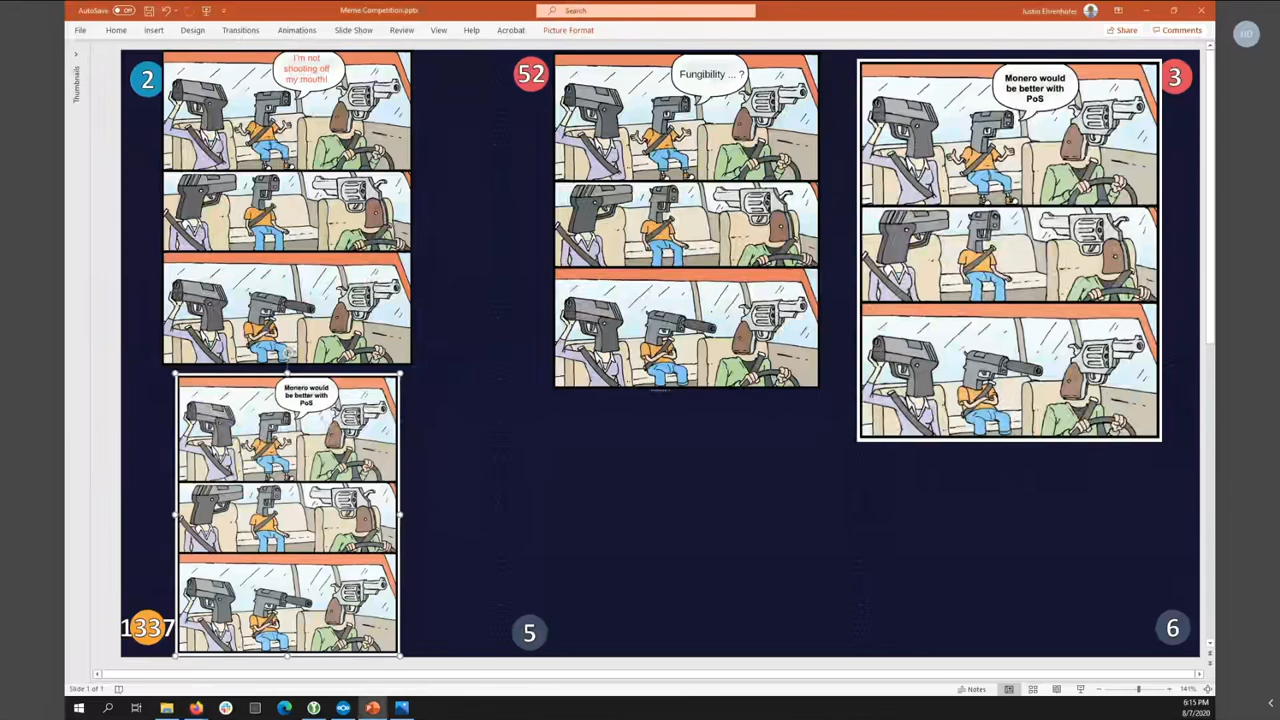 AutoSave Off
Meme Competition.pptx
Search
Justin Ehrenhofer
File Home Insert Design Transitions Animations Slide Show Review View Help Acrobat Picture Format
Share Comments
HD
Thumbnails
2
I'm not
shooting off
my mouth!
52
Fungibility ... ?
3
Monero would
be better with
PoS
Monero would
be better with
PoS
1337
5
6
Slide 1 of 1
Notes
141%
6:15 PM
8/7/2020